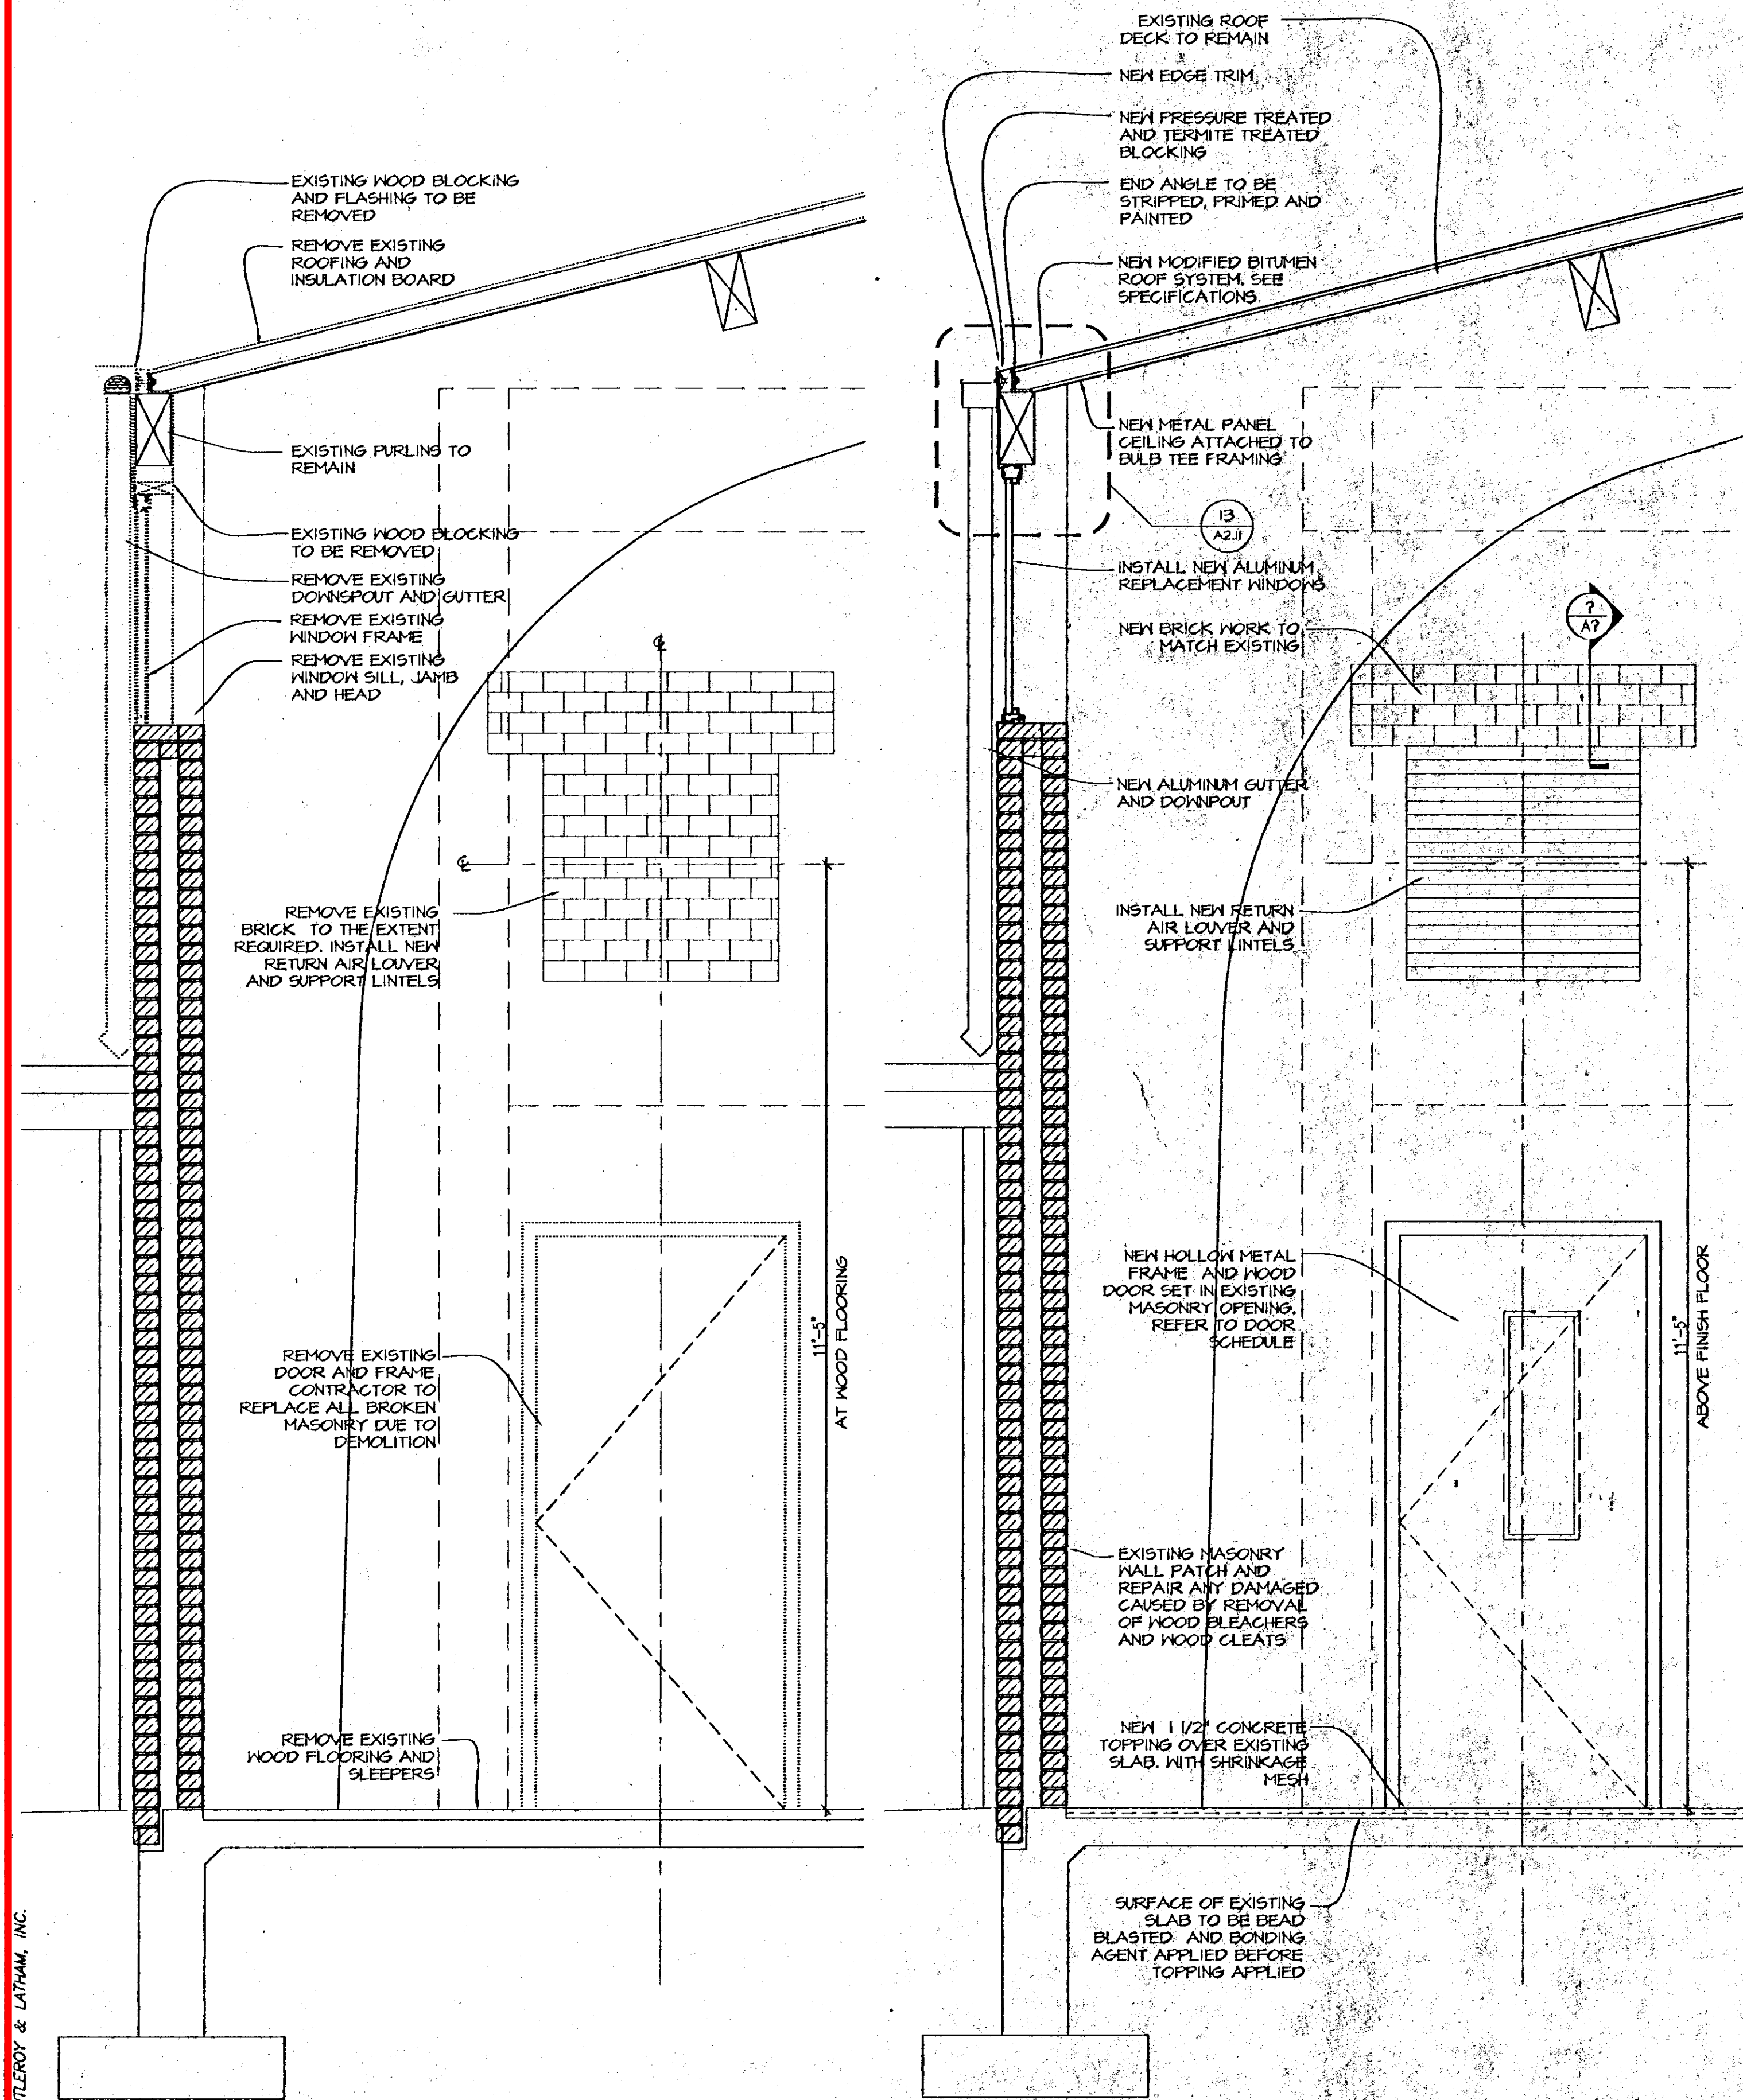 EXISTING WOOD BLOCKING
AND FLASHING TO BE
REMOVED
REMOVE EXISTING
ROOFING AND
INSULATION BOARD
EXISTING PURLINS TO
REMAIN
EXISTING WOOD BLOCKING
TO BE REMOVED
REMOVE EXISTING
DOWNSPOUT AND GUTTER
REMOVE EXISTING
WINDOW FRAME
REMOVE EXISTING
WINDOW SILL, JAMB
AND HEAD
REMOVE EXISTING
BRICK TO THE EXTENT
REQUIRED. INSTALL NEW
RETURN AIR LOUVER
AND SUPPORT LINTELS
REMOVE EXISTING
DOOR AND FRAME
CONTRACTOR TO
REPLACE ALL BROKEN
MASONRY DUE TO
DEMOLITION
REMOVE EXISTING
WOOD FLOORING AND
SLEEPERS
11'-5"
AT WOOD FLOORING
TLEROY & LATHAM, INC.
EXISTING ROOF
DECK TO REMAIN
NEW EDGE TRIM
NEW PRESSURE TREATED
AND TERMITE TREATED
BLOCKING
END ANGLE TO BE
STRIPPED, PRIMED AND
PAINTED
NEW MODIFIED BITUMEN
ROOF SYSTEM. SEE
SPECIFICATIONS.
NEW METAL PANEL
CEILING ATTACHED TO
BULB TEE FRAMING
13
A2.11
INSTALL NEW ALUMINUM
REPLACEMENT WINDOWS
?
A?
NEW BRICK WORK TO
MATCH EXISTING
NEW ALUMINUM GUTTER
AND DOWNPOUT
INSTALL NEW RETURN
AIR LOUVER AND
SUPPORT LINTELS
NEW HOLLOW METAL
FRAME AND WOOD
DOOR SET IN EXISTING
MASONRY OPENING.
REFER TO DOOR
SCHEDULE
11'-5"
ABOVE FINISH FLOOR
EXISTING MASONRY
WALL PATCH AND
REPAIR ANY DAMAGED
CAUSED BY REMOVAL
OF WOOD BLEACHERS
AND WOOD CLEATS
NEW 1 1/2" CONCRETE
TOPPING OVER EXISTING
SLAB. WITH SHRINKAGE
MESH
SURFACE OF EXISTING
SLAB TO BE BEAD
BLASTED AND BONDING
AGENT APPLIED BEFORE
TOPPING APPLIED